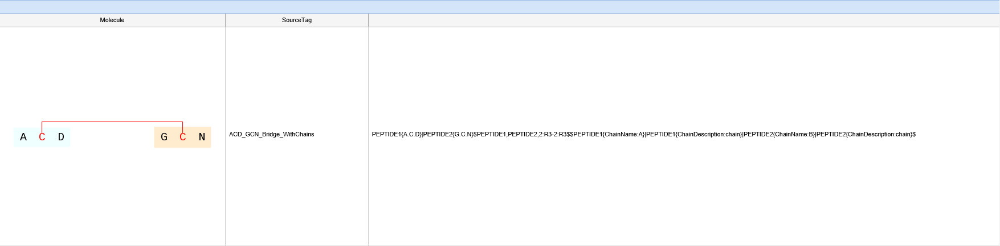 Molecule SourceTag
A C D G C N
ACD_GCN_Bridge_WithChains
PEPTIDE1{A.C.D}|PEPTIDE2{G.C.N}$PEPTIDE1,PEPTIDE2,2:R3-2:R3$$PEPTIDE1{ChainName:A}|PEPTIDE1{ChainDescription:chain}|PEPTIDE2{ChainName:B}|PEPTIDE2{ChainDescription:chain}$